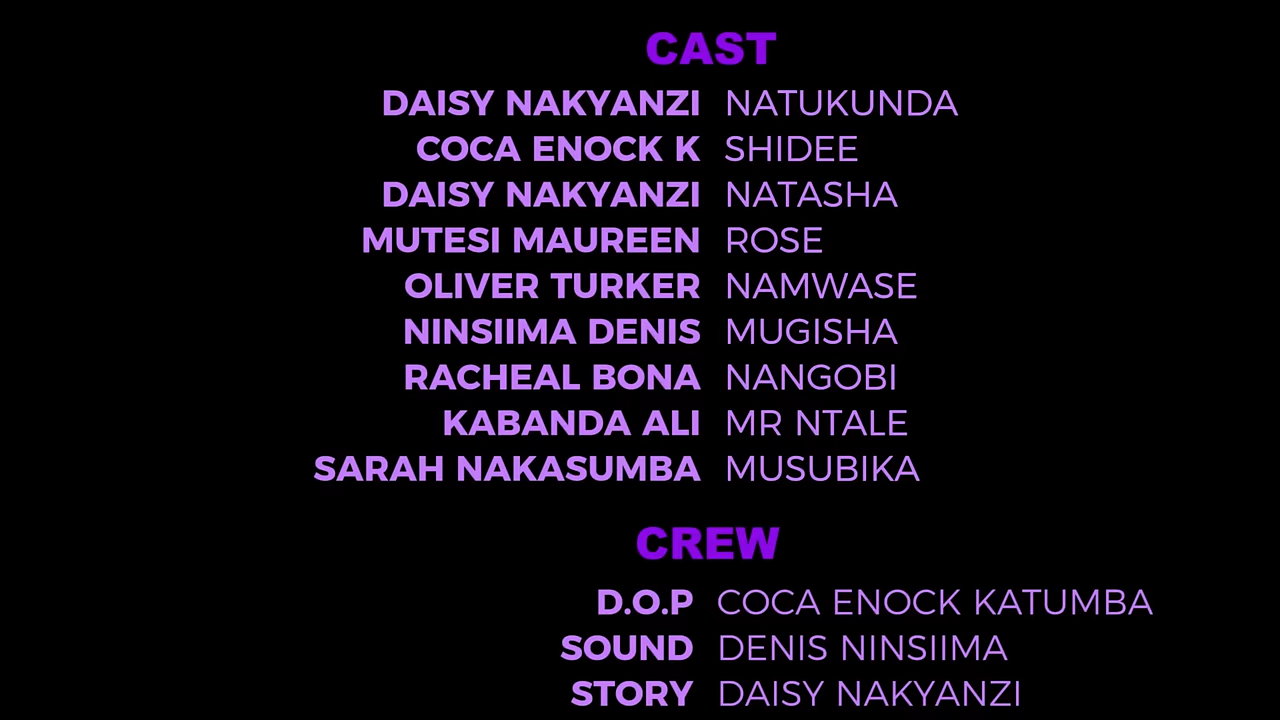 CAST
DAISY NAKYANZI NATUKUNDA
COCA ENOCK K SHIDEE
DAISY NAKYANZI NATASHA
MUTESI MAUREEN ROSE
OLIVER TURKER NAMWASE
NINSIIMA DENIS MUGISHA
RACHEAL BONA NANGOBI
KABANDA ALI MR NTALE
SARAH NAKASUMBA MUSUBIKA
CREW
D.O.P COCA ENOCK KATUMBA
SOUND DENIS NINSIIMA
STORY DAISY NAKYANZI